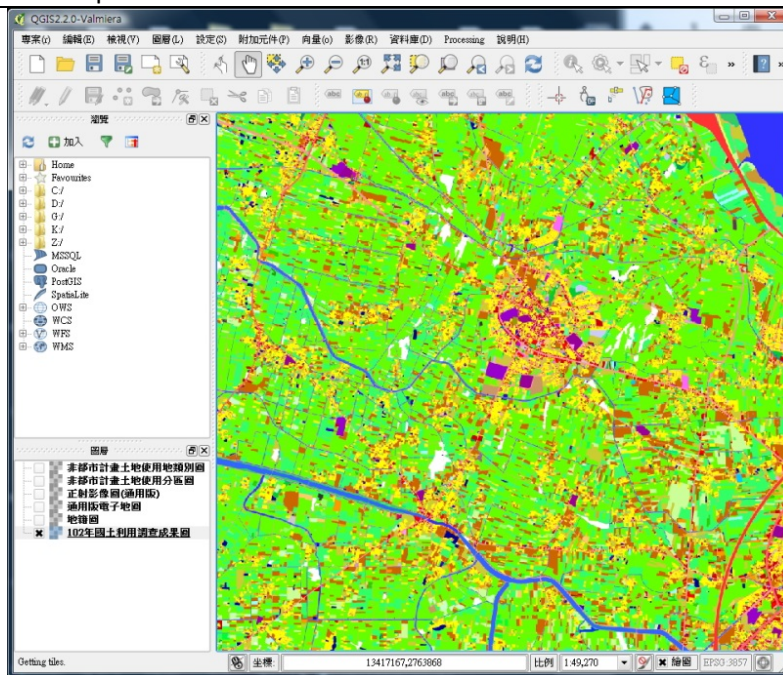 QGIS2.2.0-Valmiera
專案(r) 編輯(E) 檢視(V) 圖層(L) 設定(S) 附加元件(P) 向量(o) 影像(R) 資料庫(D) Processing 說明(H)
瀏覽
加入
Home
Favourites
C:/
D:/
G:/
K:/
Z:/
MSSQL
Oracle
PostGIS
SpatiaLite
OWS
WCS
WFS
WMS
圖層
非都市計畫土地使用地類別圖
非都市計畫土地使用分區圖
正射影像圖(通用版)
通用版電子地圖
地籍圖
102年國土利用調查成果圖
Getting tiles.
坐標: 13417167,2763868 比例 1:49,270 繪圖 EPSG:3857